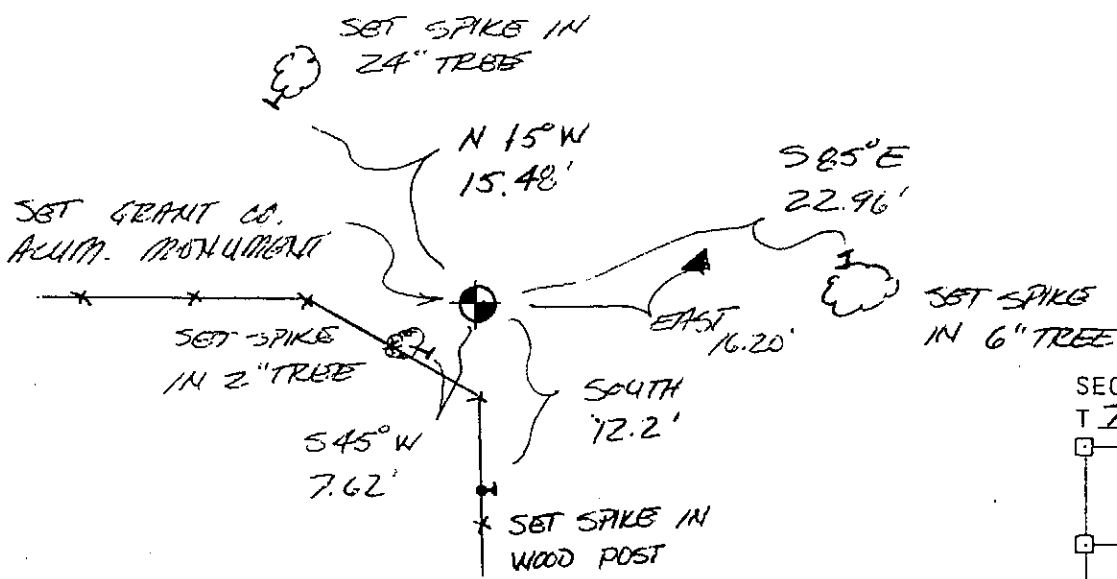 SET SPIKE IN
24" TREE
N 15° W
15.48'
S 85° E
22.96'
SET GRANT CO.
ALUM. MONUMENT
EAST
16.20'
SET SPIKE
IN 6" TREE
SET SPIKE
IN 2" TREE
SOUTH
12.2'
S 45° W
7.62'
SET SPIKE IN
WOOD POST
SEC
T